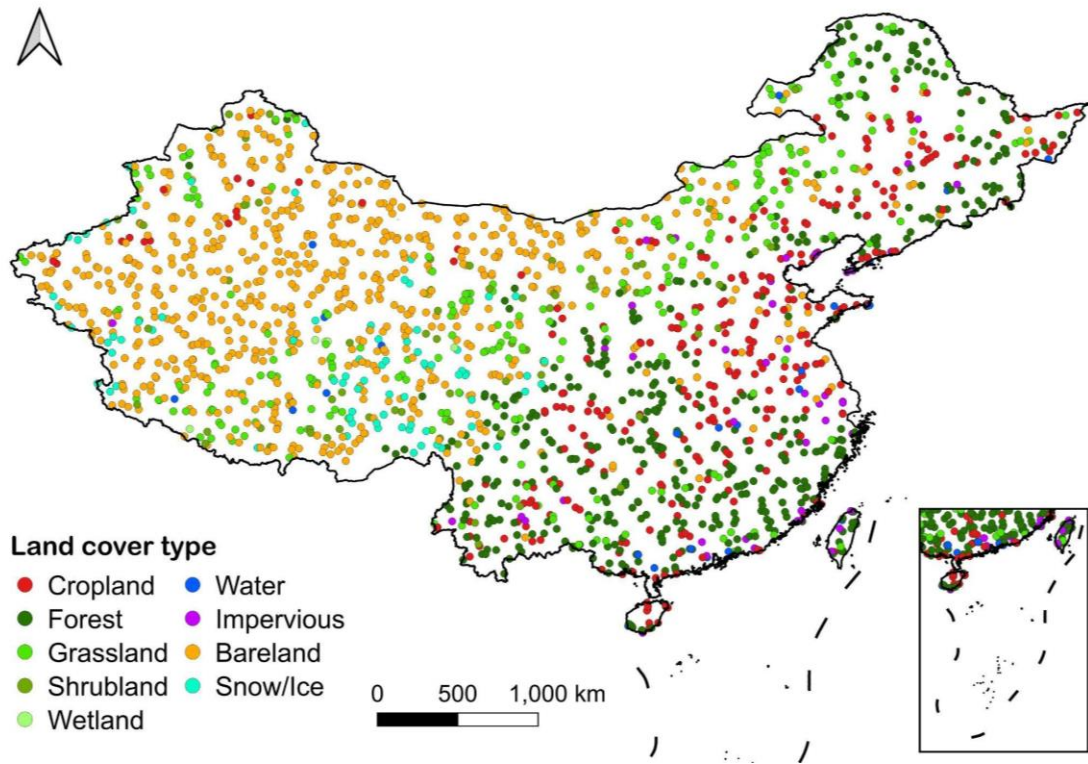 Land cover type
Cropland
Water
Forest
Impervious
Grassland
Bareland
Shrubland
Snow/Ice
Wetland
0 500 1,000 km